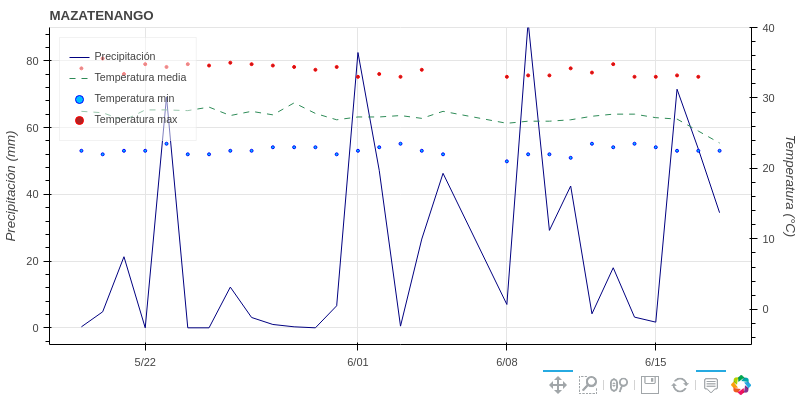 MAZATENANGO
Precipitación
Temperatura media
Temperatura min
Temperatura max
Precipitación (mm)
80
60
40
20
0
Temperatura (°C)
40
30
20
10
0
5/22
6/01
6/08
6/15